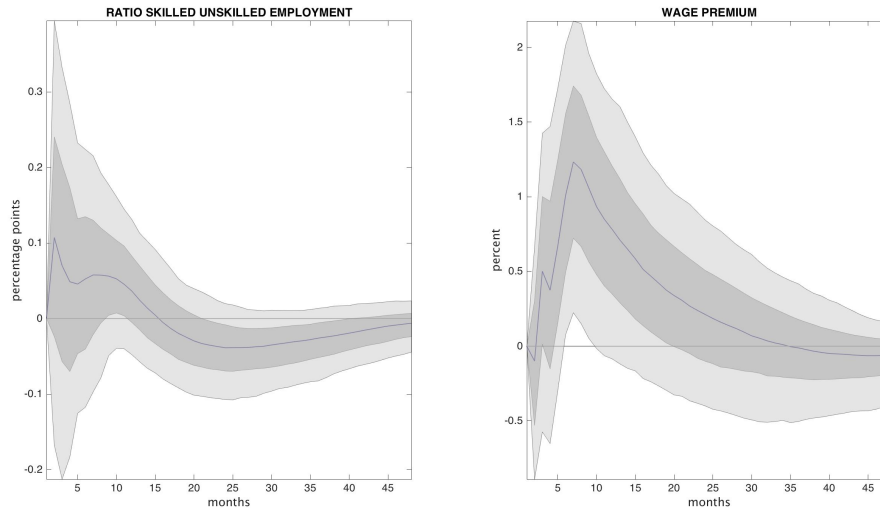 RATIO SKILLED UNSKILLED EMPLOYMENT
percentage points
0.3
0.2
0.1
0
-0.1
-0.2
5 10 15 20 25 30 35 40 45
months
WAGE PREMIUM
percent
2
1.5
1
0.5
0
-0.5
5 10 15 20 25 30 35 40 45
months